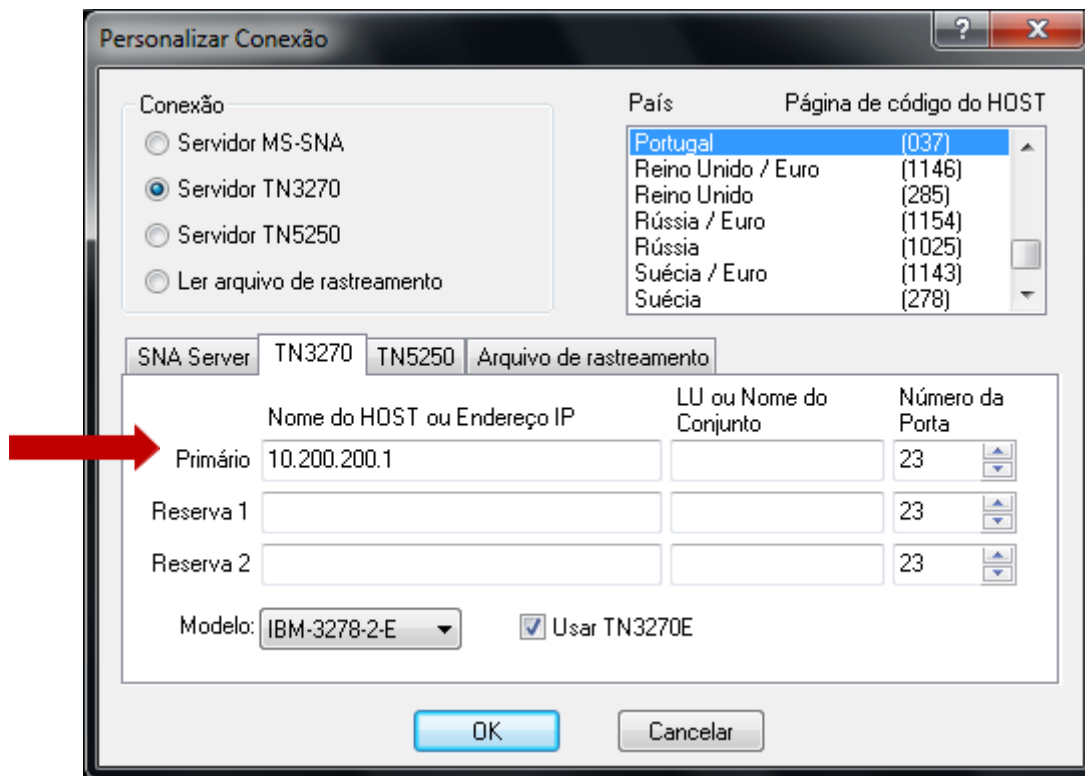 Personalizar Conexão
Conexão
Servidor MS-SNA
Servidor TN3270
Servidor TN5250
Ler arquivo de rastreamento
País Página de código do HOST
Portugal (037)
Reino Unido / Euro (1146)
Reino Unido (285)
Rússia / Euro (1154)
Rússia (1025)
Suécia / Euro (1143)
Suécia (278)
SNA Server TN3270 TN5250 Arquivo de rastreamento
Nome do HOST ou Endereço IP
LU ou Nome do
Conjunto
Número da
Porta
Primário 10.200.200.1 23
Reserva 1 23
Reserva 2 23
Modelo: IBM-3278-2-E Usar TN3270E
OK Cancelar